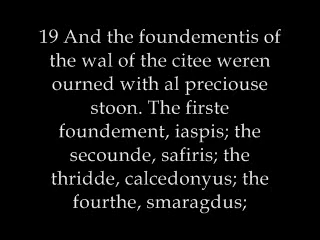 19 And the foundementis of
the wal of the citee weren
ourned with al preciouse
stoon. The firste
foundement, iaspis; the
secounde, safiris; the
thridde, calcedonyus; the
fourthe, smaragdus;